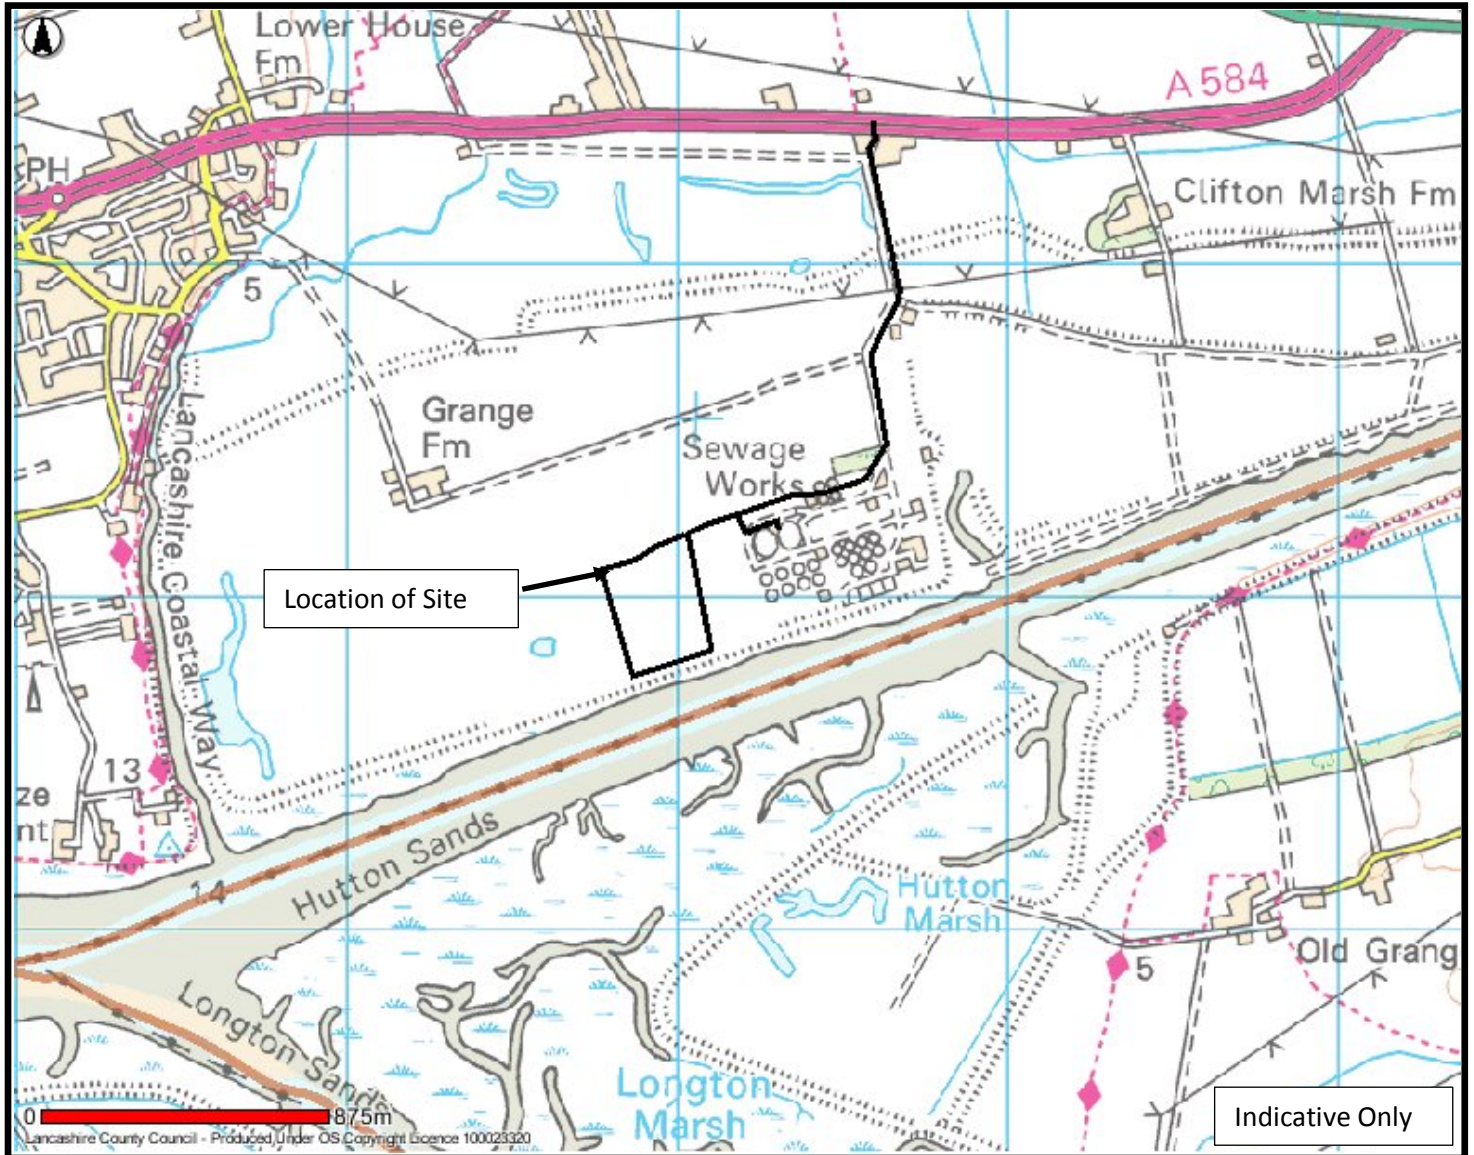 Lower House
Fm
A 584
PH
Clifton Marsh Fm
5
Grange
Fm
Sewage
Works
Lancashire Coastal Way
Location of Site
13
ze
nt
14
Hutton Sands
Hutton
Marsh
Old Grang
5
Longton Sands
Longton
Marsh
0 875m
Indicative Only
Lancashire County Council - Produced Under OS Copyright Licence 100023320